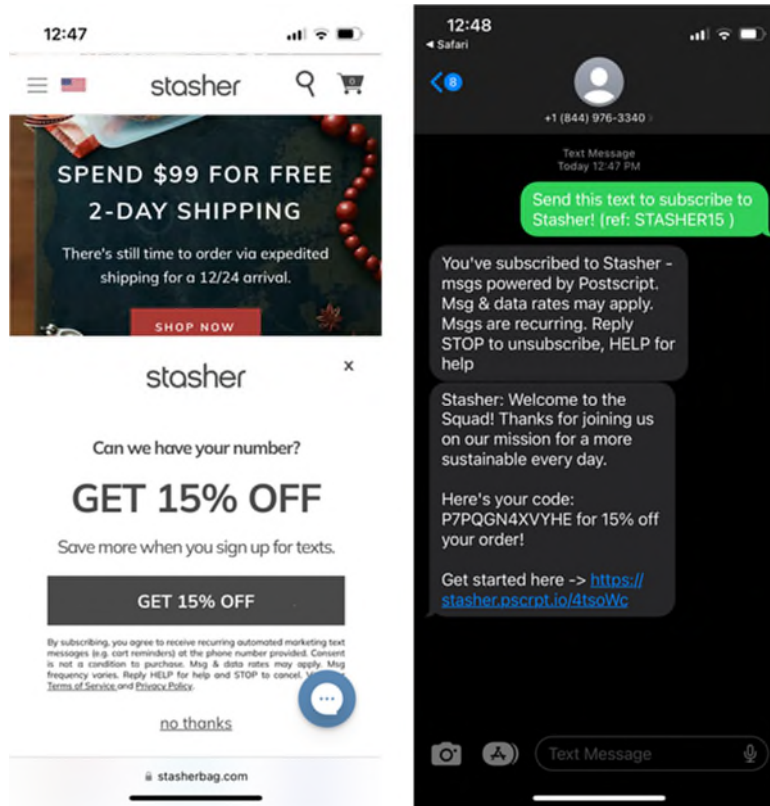 12:47
stasher
0
SPEND $99 FOR FREE
2-DAY SHIPPING
There's still time to order via expedited
shipping for a 12/24 arrival.
SHOP NOW
stasher
x
Can we have your number?
GET 15% OFF
Save more when you sign up for texts.
GET 15% OFF
By subscribing, you agree to receive recurring automated marketing text
messages (e.g. cart reminders) at the phone number provided. Consent
is not a condition to purchase. Msg & data rates may apply. Msg
frequency varies. Reply HELP for help and STOP to cancel.
Terms of Service and Privacy Policy.
no thanks
stasherbag.com
12:48
Safari
8
+1 (844) 976-3340
Text Message
Today 12:47 PM
Send this text to subscribe to
Stasher! (ref: STASHER15 )
You've subscribed to Stasher -
msgs powered by Postscript.
Msg & data rates may apply.
Msgs are recurring. Reply
STOP to unsubscribe, HELP for
help
Stasher: Welcome to the
Squad! Thanks for joining us
on our mission for a more
sustainable every day.
Here's your code:
P7PQGN4XVYHE for 15% off
your order!
Get started here -> https://
stasher.pscrpt.io/4tsoWc
Text Message